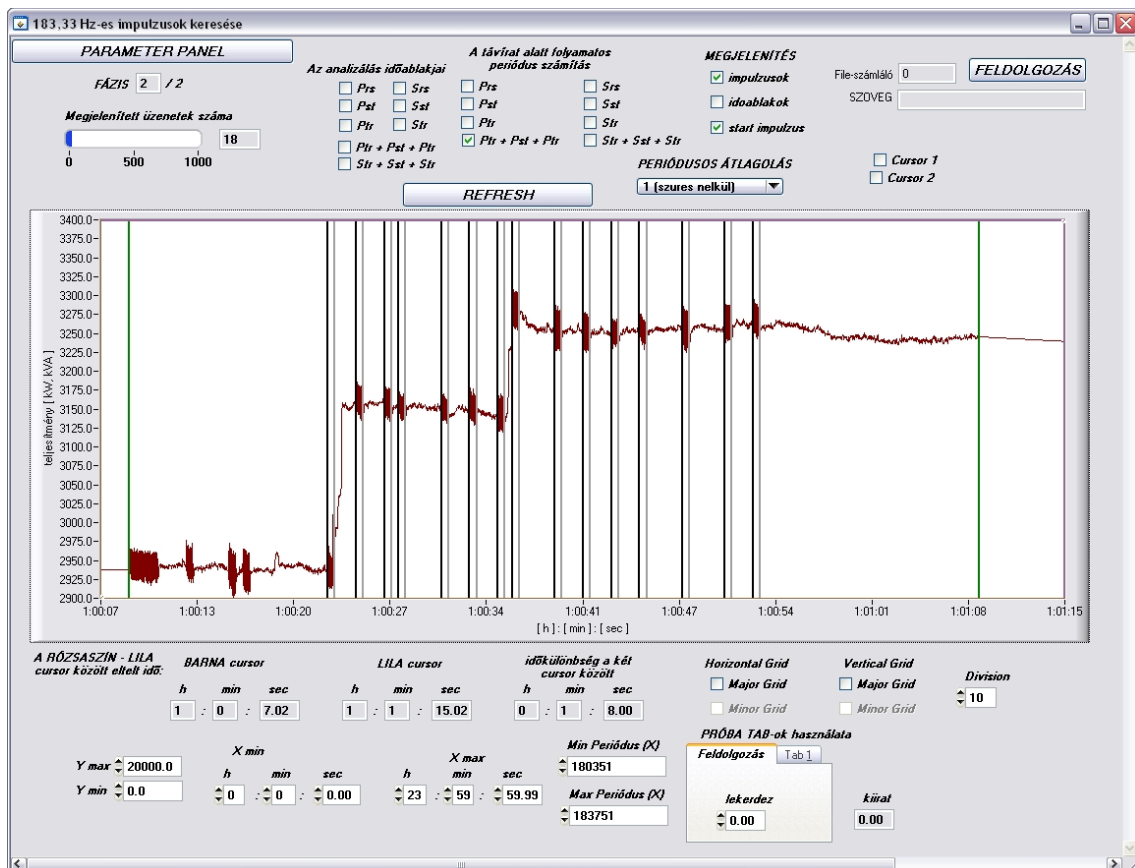 183,33 Hz-es impulzusok keresése
PARAMETER PANEL
FÁZIS 2 / 2
Megjelenített üzenetek száma
18
0 500 1000
Az analizálás időablakjai
Prs Srs
Pst Sst
Ptr Str
Ptr + Pst + Ptr
Str + Sst + Str
A távirat alatt folyamatos
periódus számítás
Prs Srs
Pst Sst
Ptr Str
Ptr + Pst + Ptr Str + Sst + Str
MEGJELENÍTÉS
impulzusok
idoablakok
start impulzus
File-számláló 0
FELDOLGOZÁS
SZOVEG
PERIÓDUSOS ÁTLAGOLÁS
1 (szures nelkül)
Cursor 1
Cursor 2
REFRESH
teljesítmény [ kW, kVA ]
3400.0
3375.0
3350.0
3325.0
3300.0
3275.0
3250.0
3225.0
3200.0
3175.0
3150.0
3125.0
3100.0
3075.0
3050.0
3025.0
3000.0
2975.0
2950.0
2925.0
2900.0
1:00:07 1:00:13 1:00:20 1:00:27 1:00:34 1:00:41 1:00:47 1:00:54 1:01:01 1:01:08 1:01:15
[ h ] : [ min ] : [ sec ]
A RÓZSASZÍN - LILA
cursor között eltelt idő:
BARNA cursor
h min sec
1 : 0 : 7.02
LILA cursor
h min sec
1 : 1 : 15.02
időkülönbség a két
cursor között
h min sec
0 : 1 : 8.00
Horizontal Grid
Major Grid
Minor Grid
Vertical Grid
Major Grid
Minor Grid
Division
10
Y max 20000.0
Y min 0.0
X min
h min sec
0 : 0 : 0.00
X max
h min sec
23 : 59 : 59.99
Min Periódus (X)
180351
Max Periódus (X)
183751
PRÓBA TAB-ok használata
Feldolgozás Tab 1
lekerdez
0.00
kiirat
0.00